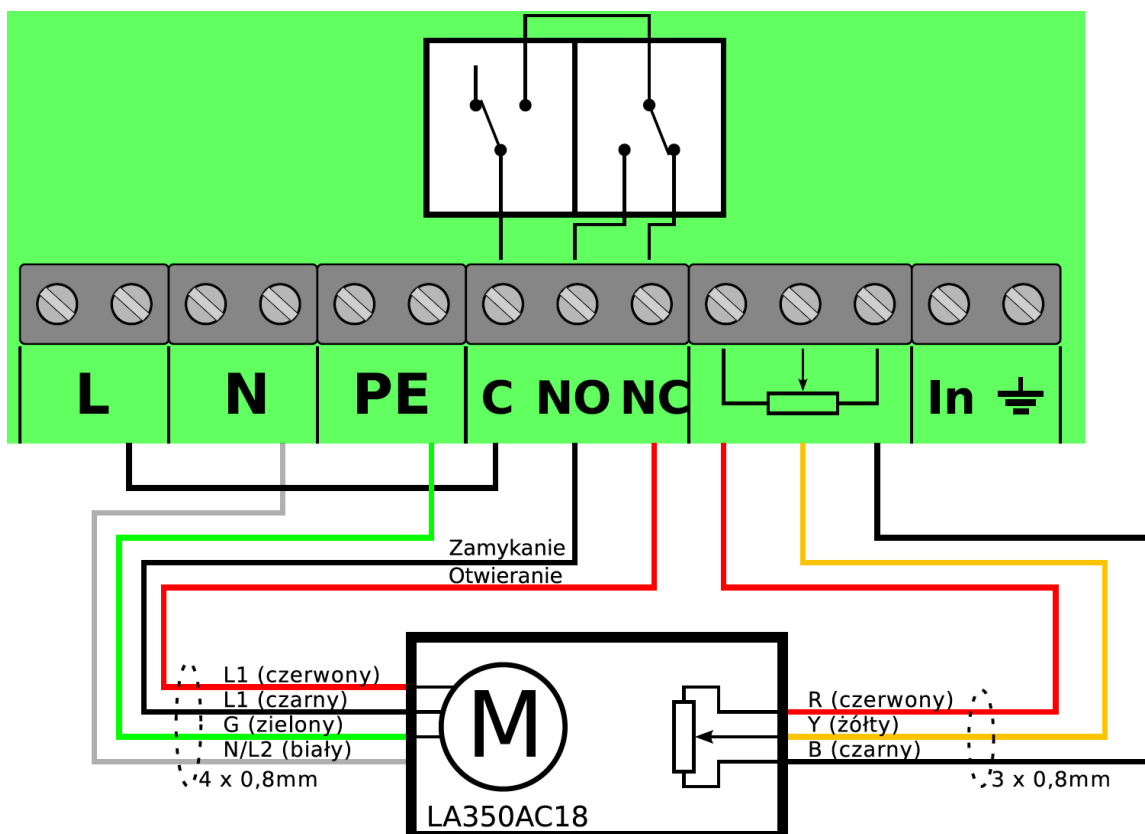 L N PE C NO NC In
Zamykanie
Otwieranie
L1 (czerwony)
L1 (czarny)
G (zielony)
N/L2 (biały)
4 x 0,8mm
M
LA350AC18
R (czerwony)
Y (żółty)
B (czarny)
3 x 0,8mm